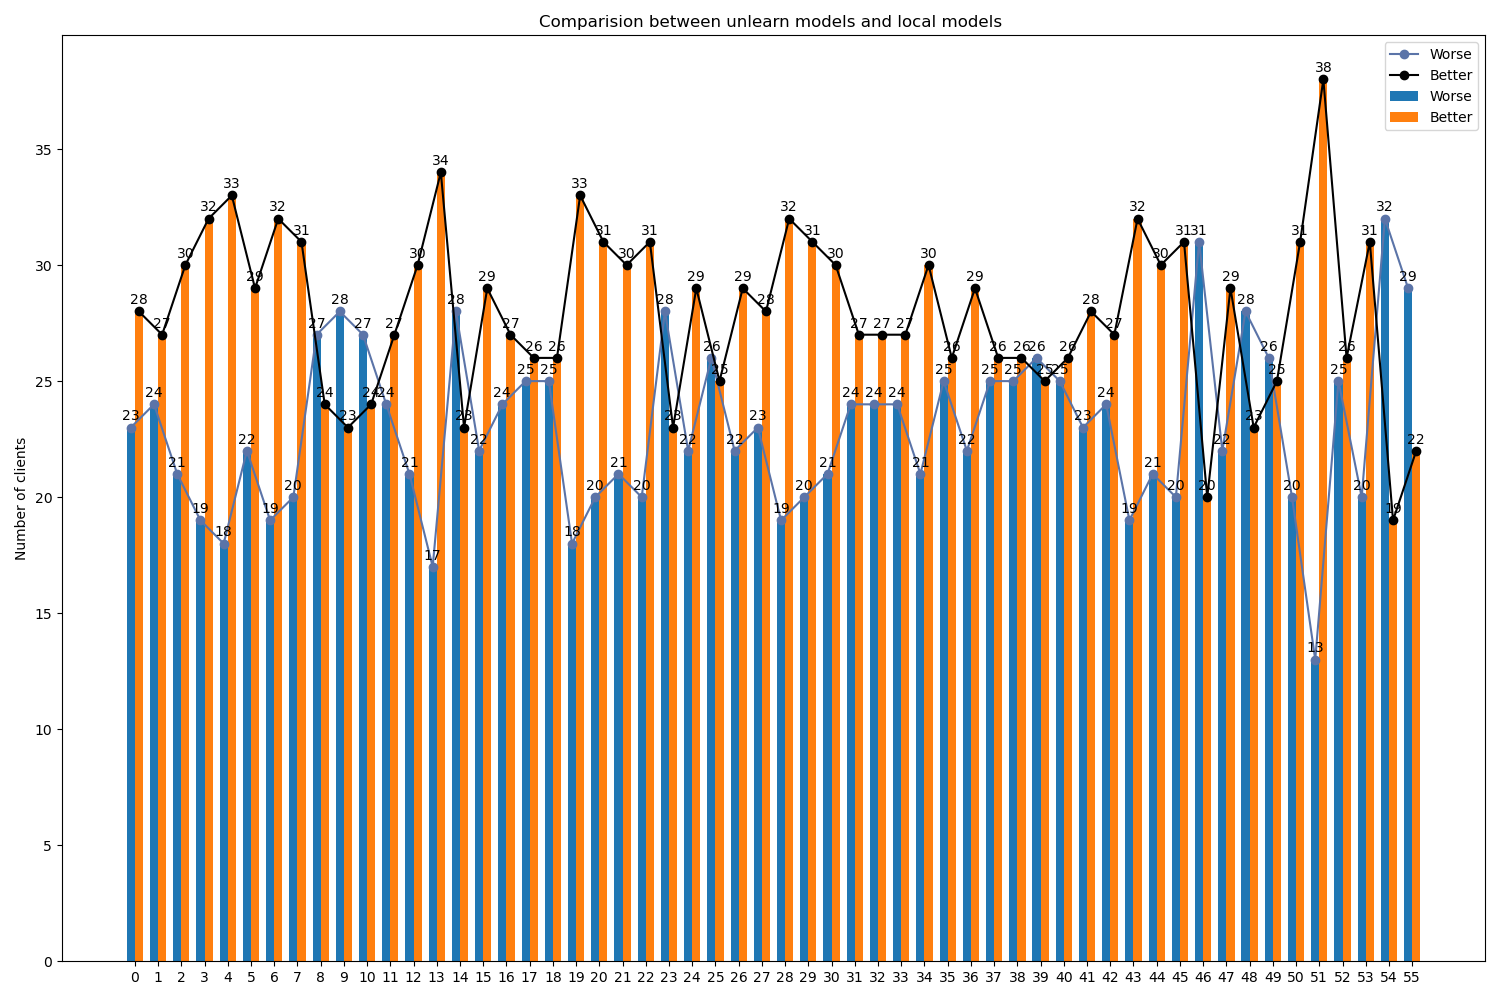 Comparision between unlearn models and local models
Worse
Better
Worse
Better
Number of clients
35
30
25
20
15
10
5
0
28 27 30 32 33 29 32 31 24 23 24 27 30 34 23 29 27 26 26 33 31 30 31 23 29 25 29 28 32 31 30 27 27 27 30 26 29 26 26 25 26 28 27 32 30 31 20 29 23 25 31 38 26 31 19 22
23 24 21 19 18 22 19 20 27 28 27 24 21 17 28 22 24 25 25 18 20 21 20 28 22 26 22 23 19 20 21 24 24 24 21 25 22 25 25 26 25 23 24 19 21 20 31 22 28 26 20 13 25 20 32 29
0 1 2 3 4 5 6 7 8 9 10 11 12 13 14 15 16 17 18 19 20 21 22 23 24 25 26 27 28 29 30 31 32 33 34 35 36 37 38 39 40 41 42 43 44 45 46 47 48 49 50 51 52 53 54 55